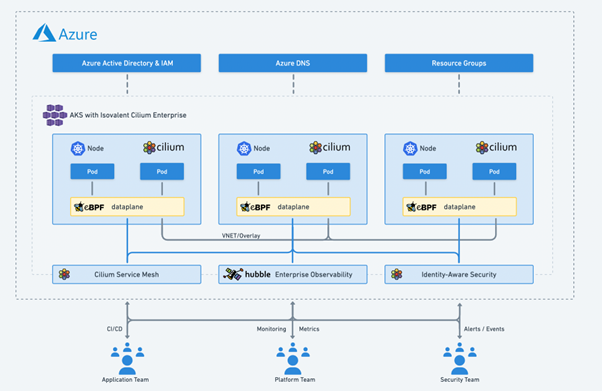 Azure
Azure Active Directory & IAM
Azure DNS
Resource Groups
AKS with Isovalent Cilium Enterprise
Node
cilium
Node
cilium
Node
cilium
Pod
Pod
Pod
Pod
Pod
Pod
eBPF dataplane
eBPF dataplane
eBPF dataplane
VNET/Overlay
Cilium Service Mesh
hubble Enterprise Observability
Identity-Aware Security
CI/CD
Monitoring
Metrics
Alerts / Events
Application Team
Platform Team
Security Team